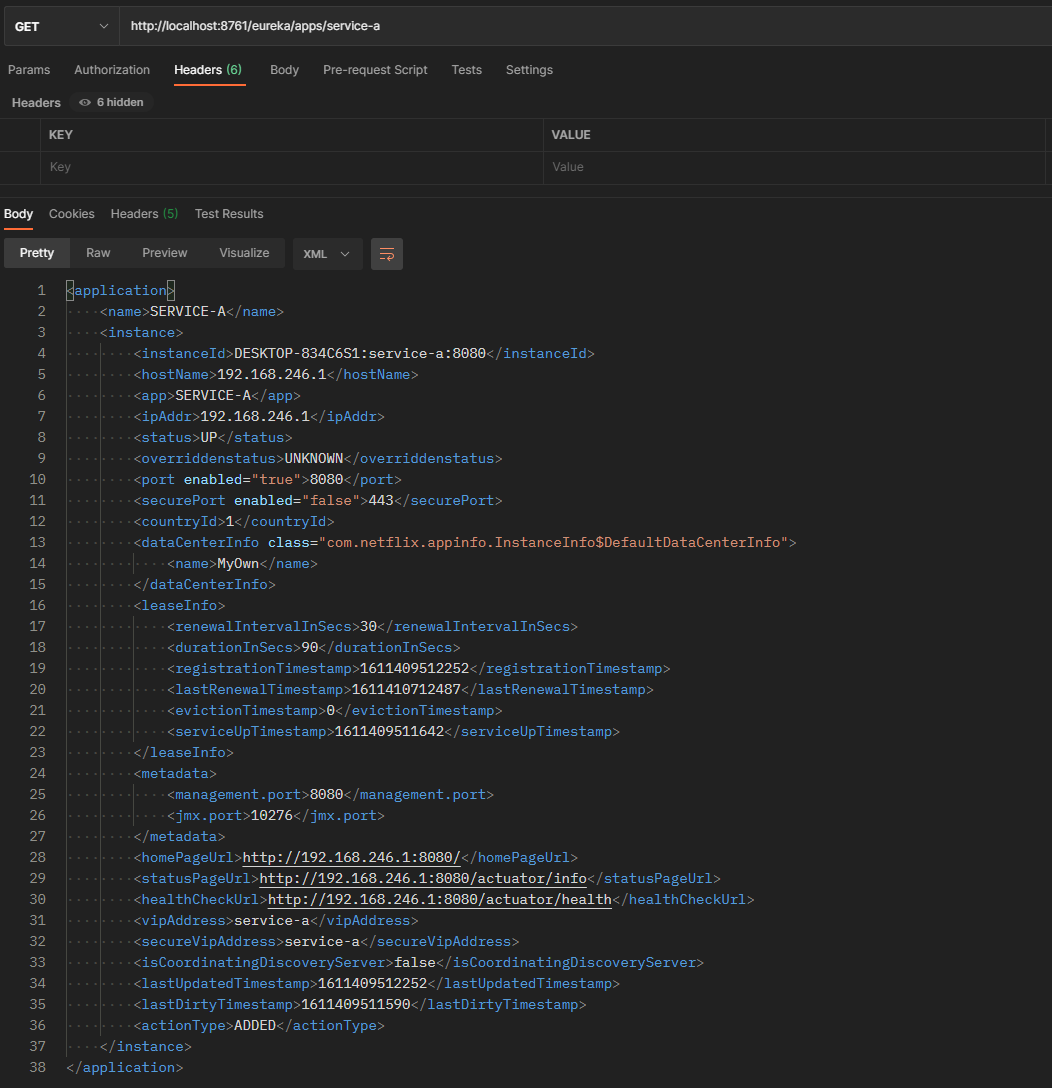 GET http://localhost:8761/eureka/apps/service-a
Params Authorization Headers (6) Body Pre-request Script Tests Settings
Headers 6 hidden
KEY VALUE
Key Value
Body Cookies Headers (5) Test Results
Pretty Raw Preview Visualize XML
1 <application>
2 <name>SERVICE-A</name>
3 <instance>
4 <instanceId>DESKTOP-834C6S1:service-a:8080</instanceId>
5 <hostName>192.168.246.1</hostName>
6 <app>SERVICE-A</app>
7 <ipAddr>192.168.246.1</ipAddr>
8 <status>UP</status>
9 <overriddenstatus>UNKNOWN</overriddenstatus>
10 <port enabled="true">8080</port>
11 <securePort enabled="false">443</securePort>
12 <countryId>1</countryId>
13 <dataCenterInfo class="com.netflix.appinfo.InstanceInfo$DefaultDataCenterInfo">
14 <name>MyOwn</name>
15 </dataCenterInfo>
16 <leaseInfo>
17 <renewalIntervalInSecs>30</renewalIntervalInSecs>
18 <durationInSecs>90</durationInSecs>
19 <registrationTimestamp>1611409512252</registrationTimestamp>
20 <lastRenewalTimestamp>1611410712487</lastRenewalTimestamp>
21 <evictionTimestamp>0</evictionTimestamp>
22 <serviceUpTimestamp>1611409511642</serviceUpTimestamp>
23 </leaseInfo>
24 <metadata>
25 <management.port>8080</management.port>
26 <jmx.port>10276</jmx.port>
27 </metadata>
28 <homePageUrl>http://192.168.246.1:8080/</homePageUrl>
29 <statusPageUrl>http://192.168.246.1:8080/actuator/info</statusPageUrl>
30 <healthCheckUrl>http://192.168.246.1:8080/actuator/health</healthCheckUrl>
31 <vipAddress>service-a</vipAddress>
32 <secureVipAddress>service-a</secureVipAddress>
33 <isCoordinatingDiscoveryServer>false</isCoordinatingDiscoveryServer>
34 <lastUpdatedTimestamp>1611409512252</lastUpdatedTimestamp>
35 <lastDirtyTimestamp>1611409511590</lastDirtyTimestamp>
36 <actionType>ADDED</actionType>
37 </instance>
38 </application>